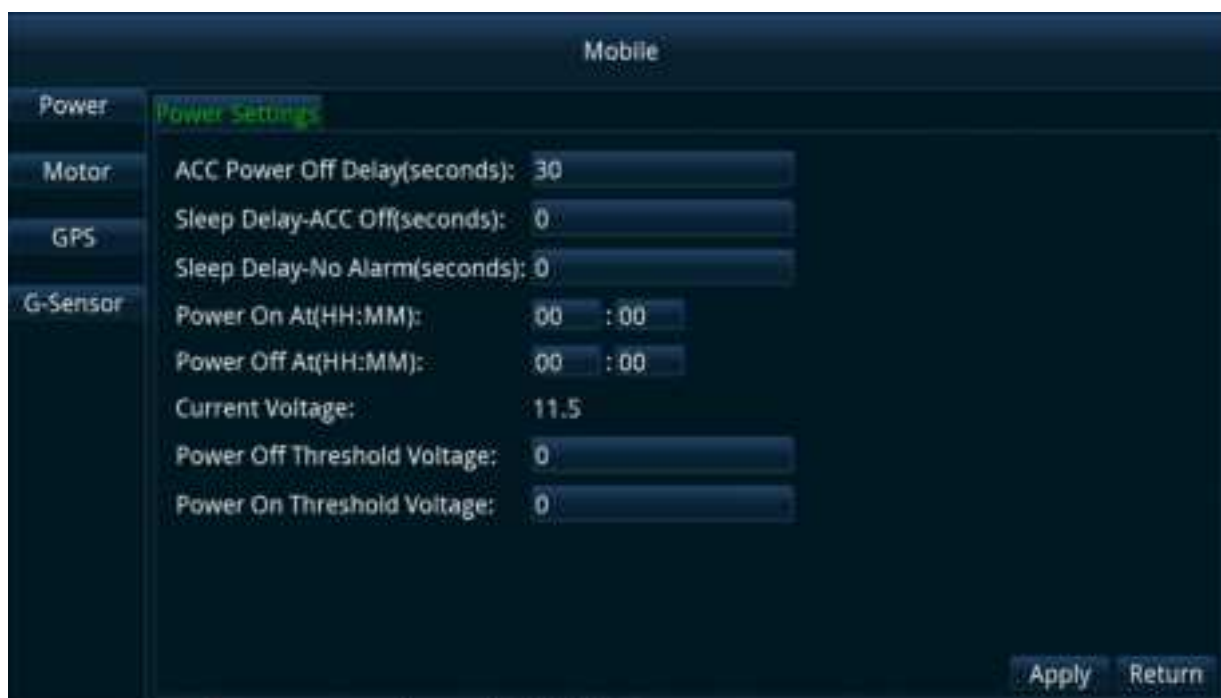 Mobile
Power
Power Settings
Motor
ACC Power Off Delay(seconds): 30
Sleep Delay-ACC Off(seconds): 0
GPS
Sleep Delay-No Alarm(seconds): 0
G-Sensor
Power On At(HH:MM): 00 : 00
Power Off At(HH:MM): 00 : 00
Current Voltage: 11.5
Power Off Threshold Voltage: 0
Power On Threshold Voltage: 0
Apply Return